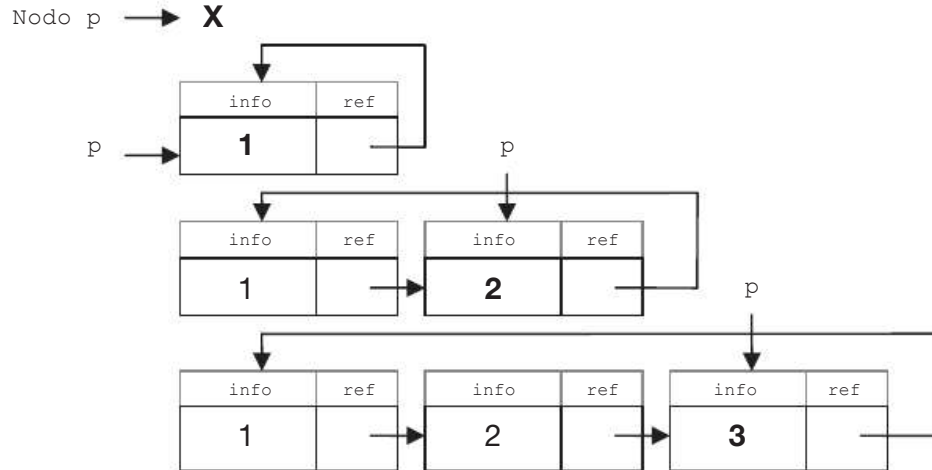 Nodo p X
info ref
p 1
p
info ref info ref
1 2
p
info ref info ref info ref
1 2 3